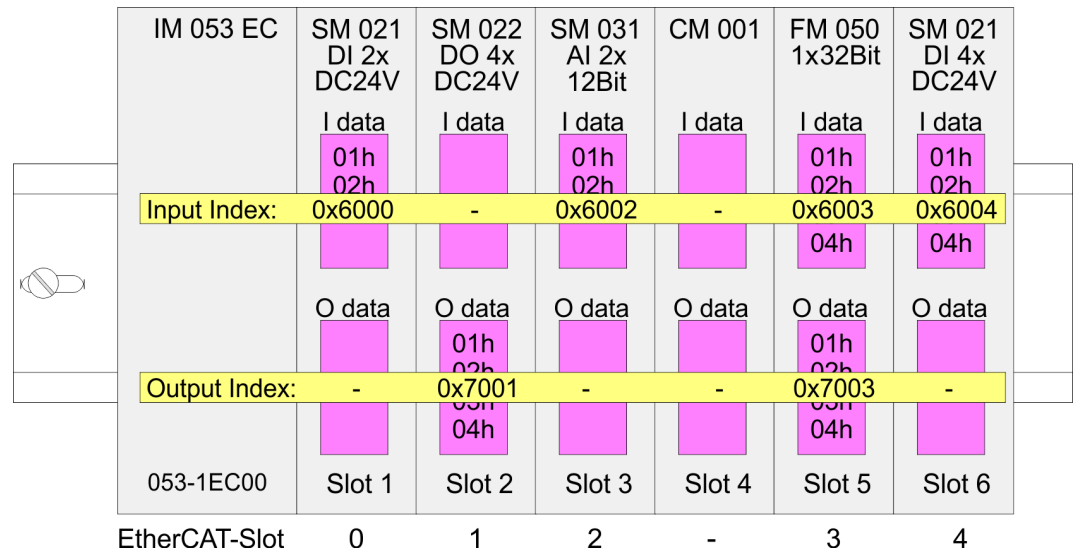 IM 053 EC SM 021 SM 022 SM 031 CM 001 FM 050 SM 021
DI 2x DO 4x AI 2x 1x32Bit DI 4x
DC24V DC24V 12Bit DC24V
I data I data I data I data I data I data
01h 01h 01h 01h
02h 02h 02h 02h
Input Index: 0x6000 - 0x6002 - 0x6003 0x6004
04h 04h
O data O data O data O data O data O data
01h 01h
02h 02h
Output Index: - 0x7001 - - 0x7003 -
03h 03h
04h 04h
053-1EC00 Slot 1 Slot 2 Slot 3 Slot 4 Slot 5 Slot 6
EtherCAT-Slot 0 1 2 - 3 4